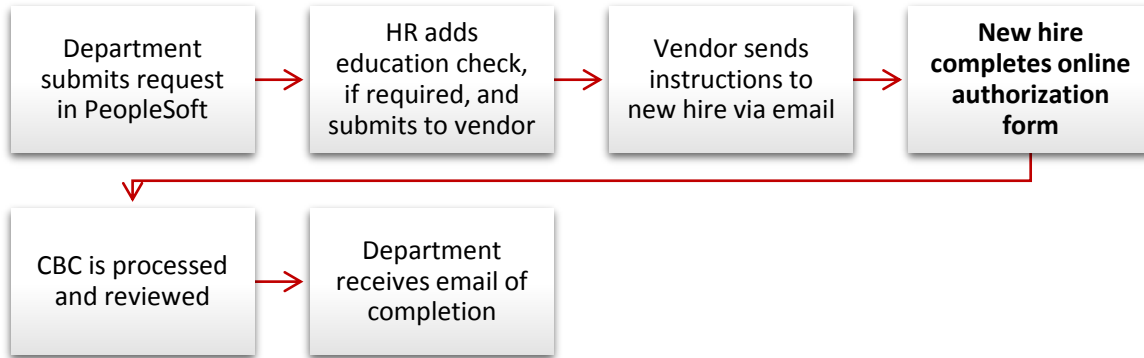 Department
submits request
in PeopleSoft
HR adds
education check,
if required, and
submits to vendor
Vendor sends
instructions to
new hire via email
New hire
completes online
authorization
form
CBC is processed
and reviewed
Department
receives email of
completion